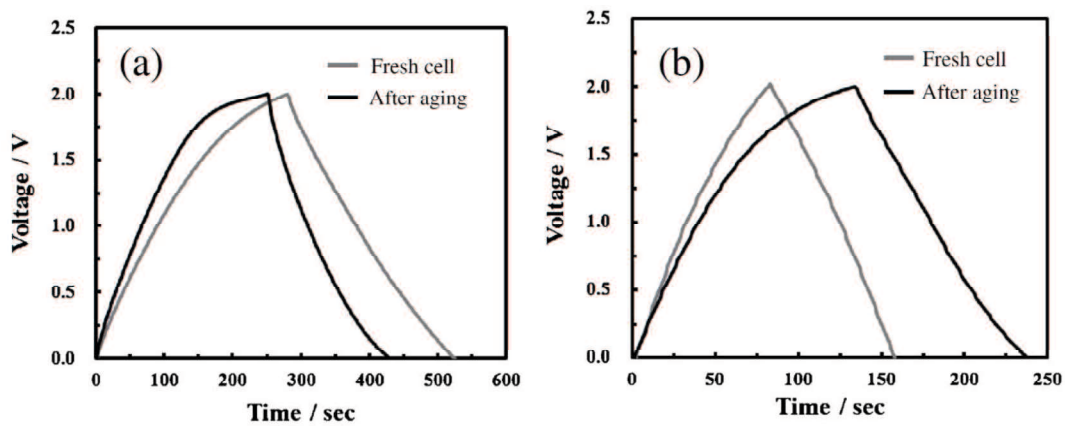 (a)
Fresh cell
After aging
Voltage / V
2.5
2.0
1.5
1.0
0.5
0.0
0 100 200 300 400 500 600
Time / sec
(b)
Fresh cell
After aging
Voltage / V
2.5
2.0
1.5
1.0
0.5
0.0
0 50 100 150 200 250
Time / sec